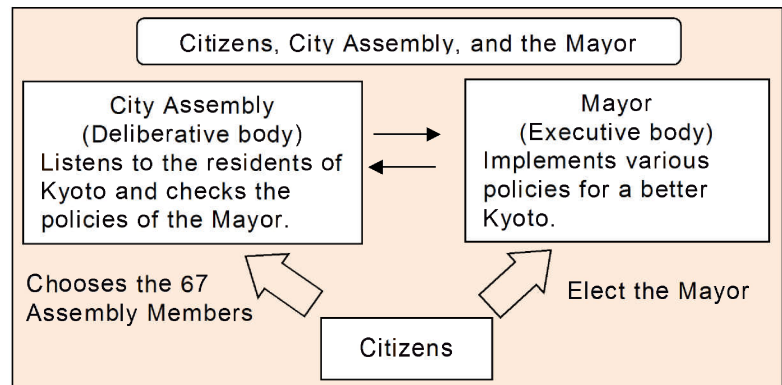 Citizens, City Assembly, and the Mayor
City Assembly
(Deliberative body)
Listens to the residents of
Kyoto and checks the
policies of the Mayor.
Mayor
(Executive body)
Implements various
policies for a better
Kyoto.
Chooses the 67
Assembly Members
Elect the Mayor
Citizens